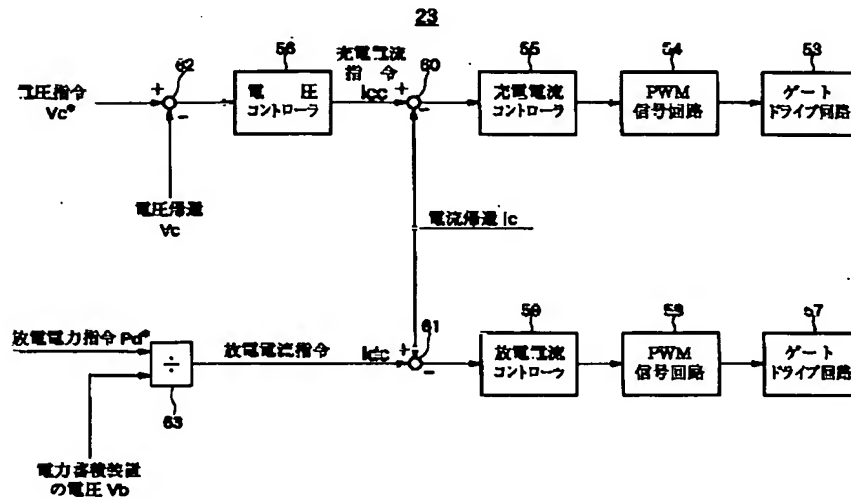 23
62
56
充電電流
指令
Icc
60
55
54
53
電圧指令
Vc*
+
-
電圧
コントローラ
+
-
充電電流
コントローラ
PWM
信号回路
ゲート
ドライブ回路
電圧帰還
Vc
電流帰還 Ic
放電電力指令 Pd*
÷
63
放電電流指令
Idc
+
-
61
59
放電電流
コントローラ
58
PWM
信号回路
57
ゲート
ドライブ回路
電力蓄積装置
の電圧 Vb